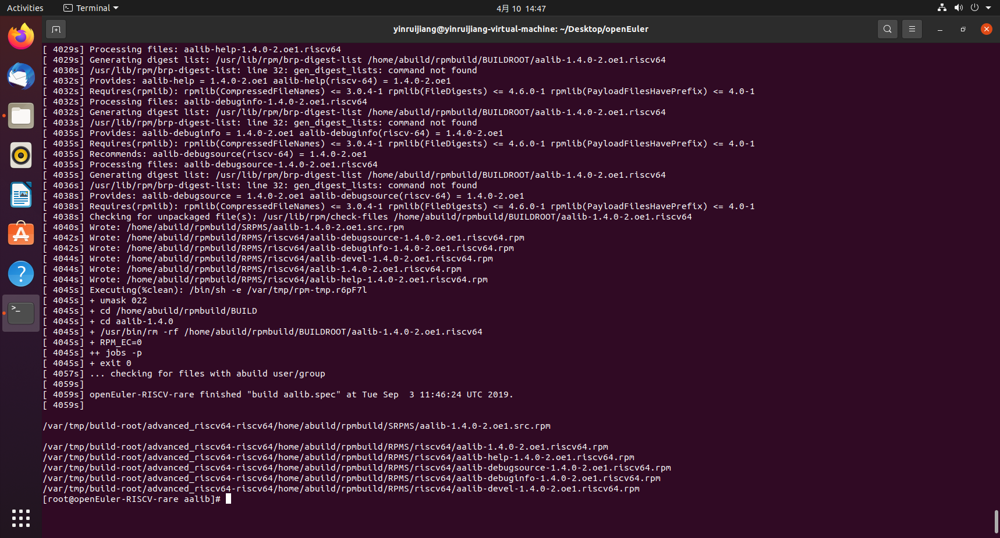 Activities
Terminal
4月 10 14:47
yinruijiang@yinruijiang-virtual-machine: ~/Desktop/openEuler
[ 4029s] Processing files: aalib-help-1.4.0-2.oe1.riscv64
[ 4029s] Generating digest list: /usr/lib/rpm/brp-digest-list /home/abuild/rpmbuild/BUILDROOT/aalib-1.4.0-2.oe1.riscv64
[ 4030s] /usr/lib/rpm/brp-digest-list: line 32: gen_digest_lists: command not found
[ 4032s] Provides: aalib-help = 1.4.0-2.oe1 aalib-help(riscv-64) = 1.4.0-2.oe1
[ 4032s] Requires(rpmlib): rpmlib(CompressedFileNames) <= 3.0.4-1 rpmlib(FileDigests) <= 4.6.0-1 rpmlib(PayloadFilesHavePrefix) <= 4.0-1
[ 4032s] Processing files: aalib-debuginfo-1.4.0-2.oe1.riscv64
[ 4032s] Generating digest list: /usr/lib/rpm/brp-digest-list /home/abuild/rpmbuild/BUILDROOT/aalib-1.4.0-2.oe1.riscv64
[ 4033s] /usr/lib/rpm/brp-digest-list: line 32: gen_digest_lists: command not found
[ 4035s] Provides: aalib-debuginfo = 1.4.0-2.oe1 aalib-debuginfo(riscv-64) = 1.4.0-2.oe1
[ 4035s] Requires(rpmlib): rpmlib(CompressedFileNames) <= 3.0.4-1 rpmlib(FileDigests) <= 4.6.0-1 rpmlib(PayloadFilesHavePrefix) <= 4.0-1
[ 4035s] Recommends: aalib-debugsource(riscv-64) = 1.4.0-2.oe1
[ 4035s] Processing files: aalib-debugsource-1.4.0-2.oe1.riscv64
[ 4035s] Generating digest list: /usr/lib/rpm/brp-digest-list /home/abuild/rpmbuild/BUILDROOT/aalib-1.4.0-2.oe1.riscv64
[ 4036s] /usr/lib/rpm/brp-digest-list: line 32: gen_digest_lists: command not found
[ 4038s] Provides: aalib-debugsource = 1.4.0-2.oe1 aalib-debugsource(riscv-64) = 1.4.0-2.oe1
[ 4038s] Requires(rpmlib): rpmlib(CompressedFileNames) <= 3.0.4-1 rpmlib(FileDigests) <= 4.6.0-1 rpmlib(PayloadFilesHavePrefix) <= 4.0-1
[ 4038s] Checking for unpackaged file(s): /usr/lib/rpm/check-files /home/abuild/rpmbuild/BUILDROOT/aalib-1.4.0-2.oe1.riscv64
[ 4040s] Wrote: /home/abuild/rpmbuild/SRPMS/aalib-1.4.0-2.oe1.src.rpm
[ 4042s] Wrote: /home/abuild/rpmbuild/RPMS/riscv64/aalib-debugsource-1.4.0-2.oe1.riscv64.rpm
[ 4042s] Wrote: /home/abuild/rpmbuild/RPMS/riscv64/aalib-debuginfo-1.4.0-2.oe1.riscv64.rpm
[ 4044s] Wrote: /home/abuild/rpmbuild/RPMS/riscv64/aalib-devel-1.4.0-2.oe1.riscv64.rpm
[ 4044s] Wrote: /home/abuild/rpmbuild/RPMS/riscv64/aalib-1.4.0-2.oe1.riscv64.rpm
[ 4044s] Wrote: /home/abuild/rpmbuild/RPMS/riscv64/aalib-help-1.4.0-2.oe1.riscv64.rpm
[ 4045s] Executing(%clean): /bin/sh -e /var/tmp/rpm-tmp.r6pF7l
[ 4045s] + umask 022
[ 4045s] + cd /home/abuild/rpmbuild/BUILD
[ 4045s] + cd aalib-1.4.0
[ 4045s] + /usr/bin/rm -rf /home/abuild/rpmbuild/BUILDROOT/aalib-1.4.0-2.oe1.riscv64
[ 4045s] + RPM_EC=0
[ 4045s] ++ jobs -p
[ 4045s] + exit 0
[ 4057s] ... checking for files with abuild user/group
[ 4059s]
[ 4059s] openEuler-RISCV-rare finished "build aalib.spec" at Tue Sep  3 11:46:24 UTC 2019.
[ 4059s]
/var/tmp/build-root/advanced_riscv64-riscv64/home/abuild/rpmbuild/SRPMS/aalib-1.4.0-2.oe1.src.rpm
/var/tmp/build-root/advanced_riscv64-riscv64/home/abuild/rpmbuild/RPMS/riscv64/aalib-1.4.0-2.oe1.riscv64.rpm
/var/tmp/build-root/advanced_riscv64-riscv64/home/abuild/rpmbuild/RPMS/riscv64/aalib-help-1.4.0-2.oe1.riscv64.rpm
/var/tmp/build-root/advanced_riscv64-riscv64/home/abuild/rpmbuild/RPMS/riscv64/aalib-debugsource-1.4.0-2.oe1.riscv64.rpm
/var/tmp/build-root/advanced_riscv64-riscv64/home/abuild/rpmbuild/RPMS/riscv64/aalib-debuginfo-1.4.0-2.oe1.riscv64.rpm
/var/tmp/build-root/advanced_riscv64-riscv64/home/abuild/rpmbuild/RPMS/riscv64/aalib-devel-1.4.0-2.oe1.riscv64.rpm
[root@openEuler-RISCV-rare aalib]#